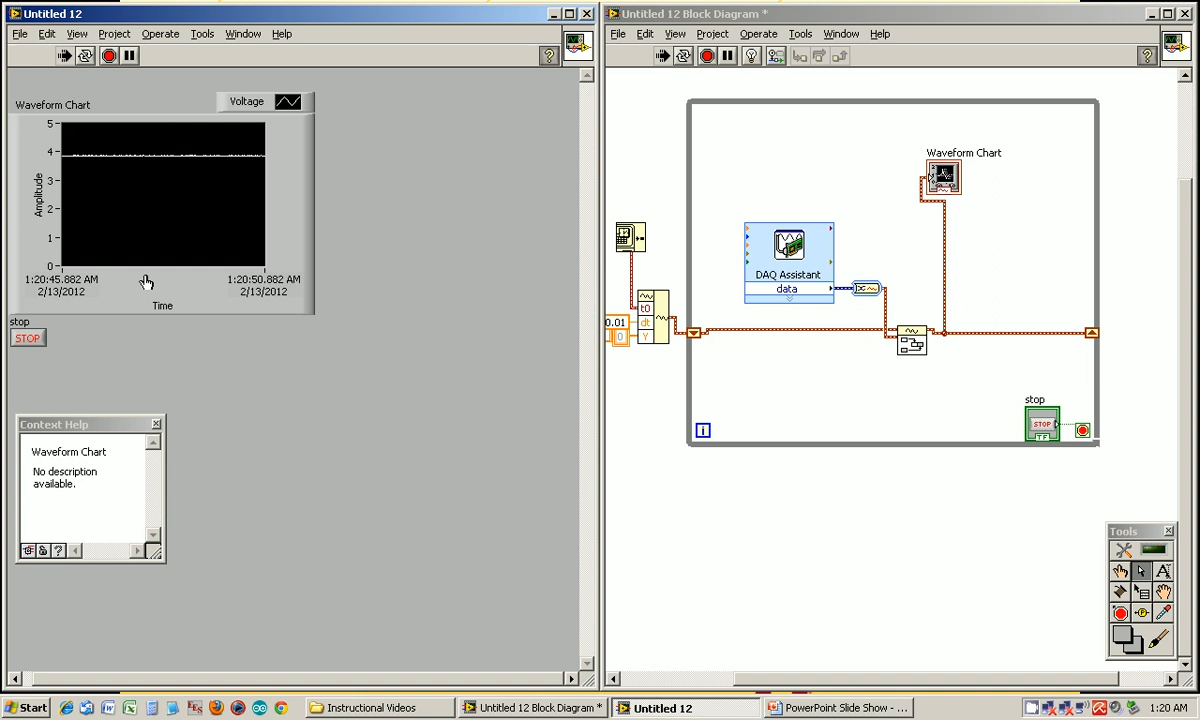 Untitled 12
File Edit View Project Operate Tools Window Help
Waveform Chart
Voltage
5
4
3
2
1
0
Amplitude
1:20:45.882 AM
2/13/2012
1:20:50.882 AM
2/13/2012
Time
stop
STOP
Context Help
Waveform Chart
No description
available.
Untitled 12 Block Diagram *
File Edit View Project Operate Tools Window Help
Waveform Chart
DAQ Assistant
data
t0
0.01
dt
0
Y
i
stop
STOP
TF
Tools
Start
Instructional Videos
Untitled 12 Block Diagram *
Untitled 12
PowerPoint Slide Show - ...
1:20 AM